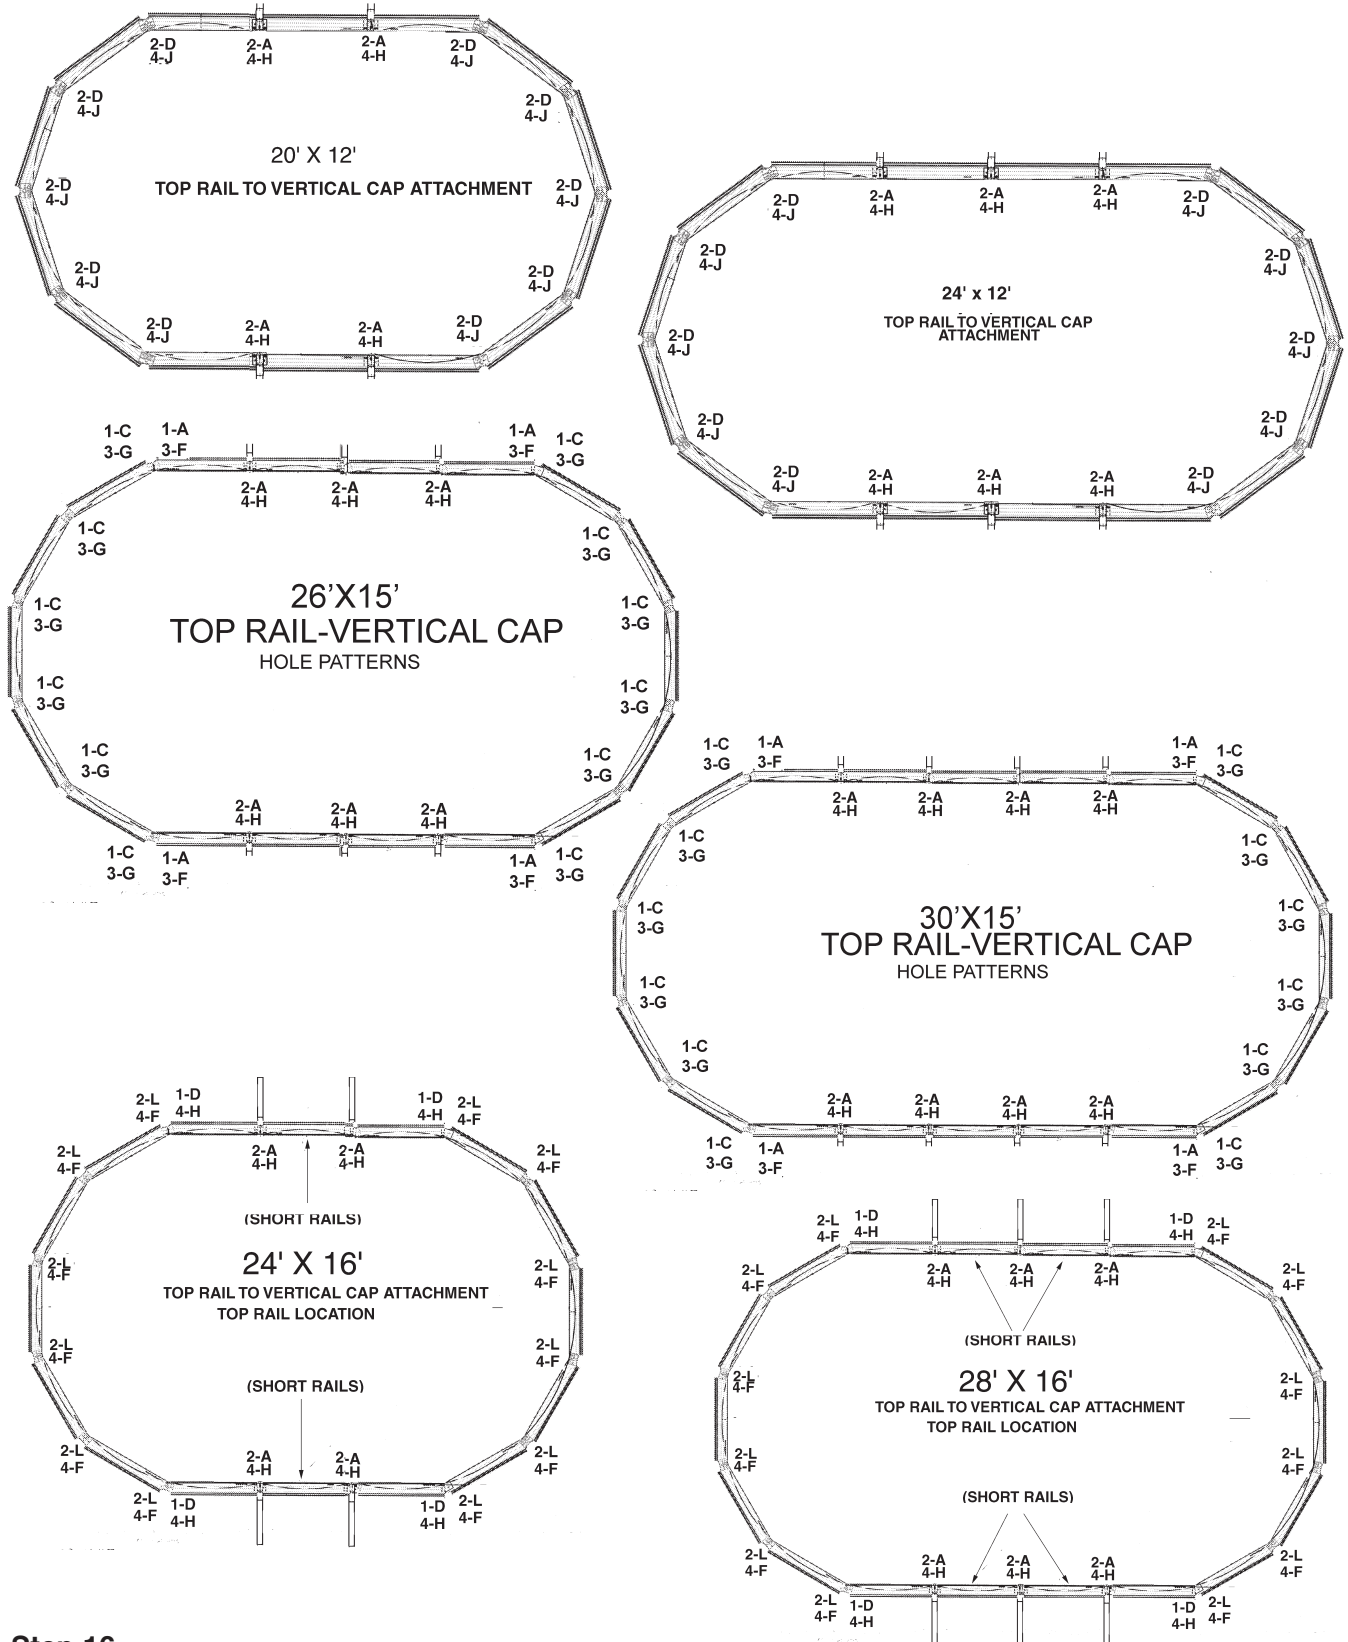 2-D 2-A 2-A 2-D
4-J 4-H 4-H 4-J
2-D 2-D
4-J 4-J
20' X 12'
TOP RAIL TO VERTICAL CAP ATTACHMENT
2-D 2-D
4-J 4-J
2-D 2-D
4-J 4-J
2-D 2-A 2-A 2-D
4-J 4-H 4-H 4-J
2-D 2-A 2-A 2-A 2-D
4-J 4-H 4-H 4-H 4-J
2-D 2-D
4-J 4-J
24' x 12'
TOP RAIL TO VERTICAL CAP
ATTACHMENT
2-D 2-D
4-J 4-J
2-D 2-D
4-J 4-J
2-D 2-A 2-A 2-A 2-D
4-J 4-H 4-H 4-H 4-J
1-C 1-A 1-A 1-C
3-G 3-F 3-F 3-G
2-A 2-A 2-A
4-H 4-H 4-H
1-C 1-C
3-G 3-G
26’X15’
TOP RAIL-VERTICAL CAP
HOLE PATTERNS
1-C 1-C
3-G 3-G
1-C 1-C
3-G 3-G
1-C 1-C
3-G 3-G
2-A 2-A 2-A
4-H 4-H 4-H
1-C 1-A 1-A 1-C
3-G 3-F 3-F 3-G
1-C 1-A 1-A 1-C
3-G 3-F 3-F 3-G
2-A 2-A 2-A 2-A
4-H 4-H 4-H 4-H
1-C 1-C
3-G 3-G
1-C 1-C
3-G 3-G
30’X15’
TOP RAIL-VERTICAL CAP
HOLE PATTERNS
1-C 1-C
3-G 3-G
1-C 1-C
3-G 3-G
2-A 2-A 2-A 2-A
4-H 4-H 4-H 4-H
1-C 1-A 1-A 1-C
3-G 3-F 3-F 3-G
2-L 1-D 1-D 2-L
4-F 4-H 4-H 4-F
2-A 2-A
4-H 4-H
2-L 2-L
4-F 4-F
(SHORT RAILS)
24' X 16'
TOP RAIL TO VERTICAL CAP ATTACHMENT
TOP RAIL LOCATION
2-L 2-L
4-F 4-F
2-L 2-L
4-F 4-F
(SHORT RAILS)
2-L 2-A 2-A 2-L
4-F 4-H 4-H 4-F
2-L 1-D 1-D 2-L
4-F 4-H 4-H 4-F
2-L 1-D 1-D 2-L
4-F 4-H 4-H 4-F
2-L 2-A 2-A 2-A 2-L
4-F 4-H 4-H 4-H 4-F
(SHORT RAILS)
28' X 16'
TOP RAIL TO VERTICAL CAP ATTACHMENT
TOP RAIL LOCATION
2-L 2-L
4-F 4-F
2-L 2-L
4-F 4-F
(SHORT RAILS)
2-L 2-A 2-A 2-A 2-L
4-F 4-H 4-H 4-H 4-F
2-L 1-D 1-D 2-L
4-F 4-H 4-H 4-F
Step 16